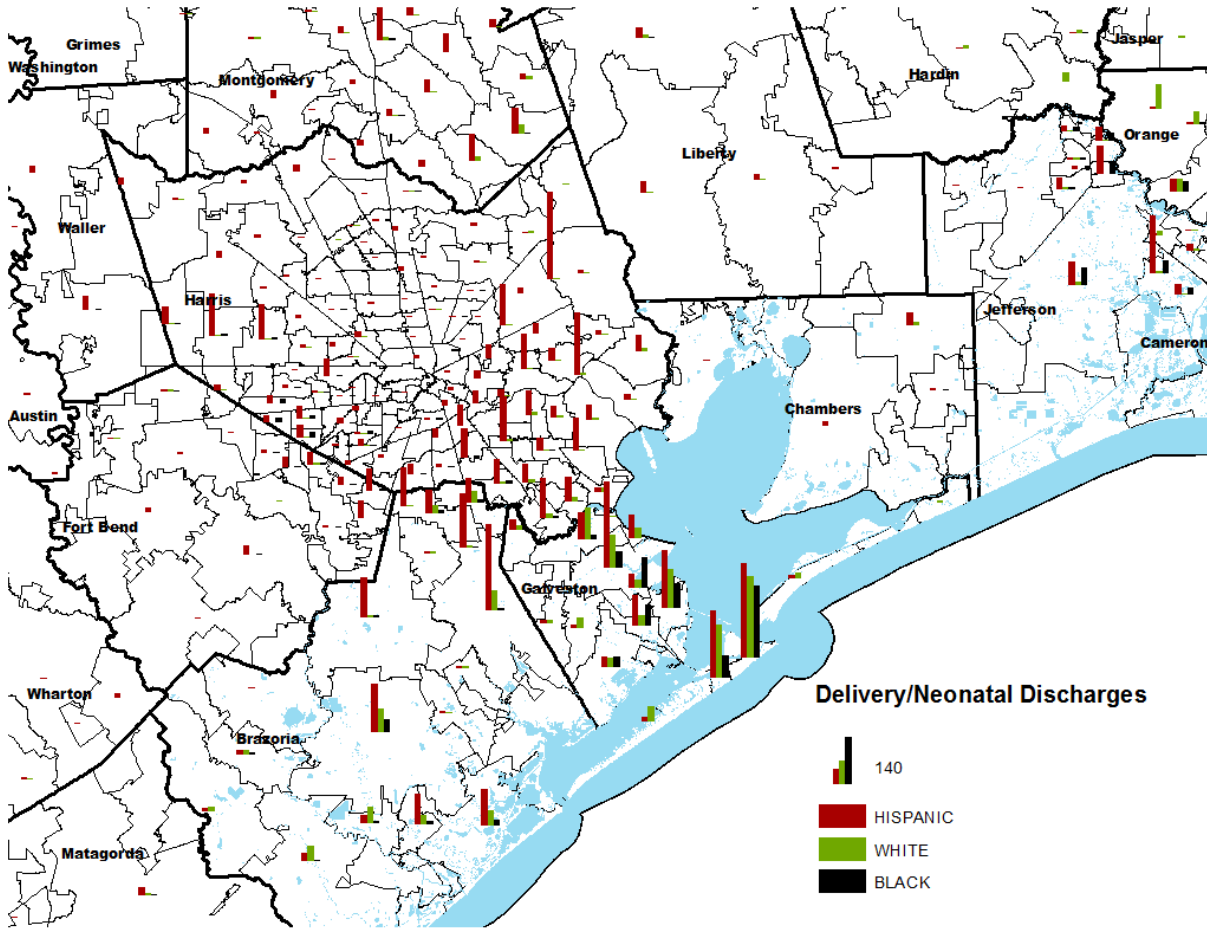 Grimes
Washington
Montgomery
Jasper
Hardin
Orange
Liberty
Waller
Harris
Jefferson
Cameron
Austin
Chambers
Fort Bend
Galveston
Wharton
Brazoria
Matagorda
Delivery/Neonatal Discharges
140
HISPANIC
WHITE
BLACK